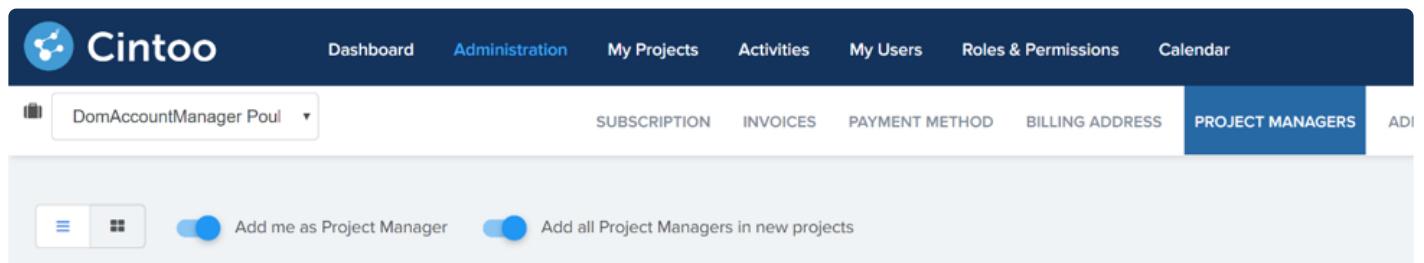 Cintoo Dashboard Administration My Projects Activities My Users Roles & Permissions Calendar
DomAccountManager Poul SUBSCRIPTION INVOICES PAYMENT METHOD BILLING ADDRESS PROJECT MANAGERS
Add me as Project Manager Add all Project Managers in new projects